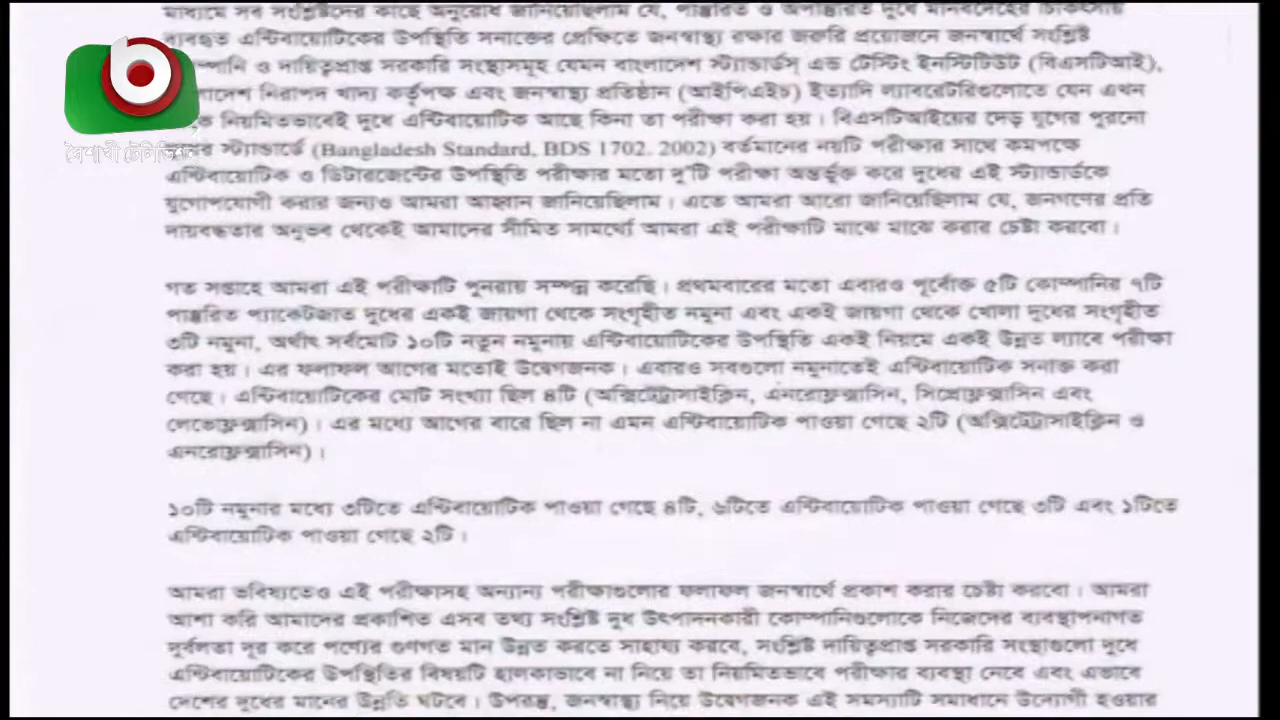 মাধ্যমে সব সংশ্লিষ্টদের কাছে অনুরোধ জানিয়েছিলাম যে, পাস্তুরিত ও অপাস্তুরিত দুধে মানবদেহের চিকিৎসায়
ব্যবহৃত এন্টিবায়োটিকের উপস্থিতি সনাক্তের প্রেক্ষিতে জনস্বাস্থ্য রক্ষার জরুরি প্রয়োজনে জনস্বার্থে সংশ্লিষ্ট
ম্পানি ও দায়িত্বপ্রাপ্ত সরকারি সংস্থাসমূহ যেমন বাংলাদেশ স্ট্যান্ডার্ডস্ এন্ড টেস্টিং ইনস্টিটিউট (বিএসটিআই),
লাদেশ নিরাপদ খাদ্য কর্তৃপক্ষ এবং জনস্বাস্থ্য প্রতিষ্ঠান (আইপিএইচ) ইত্যাদি ল্যাবরেটরিগুলোতে যেন এখন
নিয়মিতভাবেই দুধে এন্টিবায়োটিক আছে কিনা তা পরীক্ষা করা হয়। বিএসটিআইয়ের দেড় যুগের পুরনো
স্ট্যান্ডার্ডে (Bangladesh Standard, BDS 1702. 2002) বর্তমানের নয়টি পরীক্ষার সাথে কমপক্ষে
এন্টিবায়োটিক ও ডিটারজেন্টের উপস্থিতি পরীক্ষার মতো দু'টি পরীক্ষা অন্তর্ভুক্ত করে দুধের এই স্ট্যান্ডার্ডকে
যুগোপযোগী করার জন্যও আমরা আহ্বান জানিয়েছিলাম। এতে আমরা আরো জানিয়েছিলাম যে, জনগণের প্রতি
দায়বদ্ধতার অনুভব থেকেই আমাদের সীমিত সামর্থ্যে আমরা এই পরীক্ষাটি মাঝে মাঝে করার চেষ্টা করবো।
গত সপ্তাহে আমরা এই পরীক্ষাটি পুনরায় সম্পন্ন করেছি। প্রথমবারের মতো এবারও পূর্বোক্ত ৫টি কোম্পানির ৭টি
পাস্তুরিত প্যাকেটজাত দুধের একই জায়গা থেকে সংগৃহীত নমুনা এবং একই জায়গা থেকে খোলা দুধের সংগৃহীত
৩টি নমুনা, অর্থাৎ সর্বমোট ১০টি নতুন নমুনায় এন্টিবায়োটিকের উপস্থিতি একই নিয়মে একই উন্নত ল্যাবে পরীক্ষা
করা হয়। এর ফলাফল আগের মতোই উদ্বেগজনক। এবারও সবগুলো নমুনাতেই এন্টিবায়োটিক সনাক্ত করা
গেছে। এন্টিবায়োটিকের মোট সংখ্যা ছিল ৪টি (অক্সিটেট্রাসাইক্লিন, এনরোফ্লক্সাসিন, সিপ্রোফ্লক্সাসিন এবং
লেভোফ্লক্সাসিন)। এর মধ্যে আগের বারে ছিল না এমন এন্টিবায়োটিক পাওয়া গেছে ২টি (অক্সিটেট্রাসাইক্লিন ও
এনরোফ্লক্সাসিন)।
১০টি নমুনার মধ্যে ৩টিতে এন্টিবায়োটিক পাওয়া গেছে ৪টি, ৬টিতে এন্টিবায়োটিক পাওয়া গেছে ৩টি এবং ১টিতে
এন্টিবায়োটিক পাওয়া গেছে ২টি।
আমরা ভবিষ্যতেও এই পরীক্ষাসহ অন্যান্য পরীক্ষাগুলোর ফলাফল জনস্বার্থে প্রকাশ করার চেষ্টা করবো। আমরা
আশা করি আমাদের প্রকাশিত এসব তথ্য সংশ্লিষ্ট দুধ উৎপাদনকারী কোম্পানিগুলোকে নিজেদের ব্যবস্থাপনাগত
দুর্বলতা দূর করে পণ্যের গুণগত মান উন্নত করতে সাহায্য করবে, সংশ্লিষ্ট দায়িত্বপ্রাপ্ত সরকারি সংস্থাগুলো দুধে
এন্টিবায়োটিকের উপস্থিতির বিষয়টি হালকাভাবে না নিয়ে তা নিয়মিতভাবে পরীক্ষার ব্যবস্থা নেবে এবং এভাবে
দেশের দুধের মানের উন্নতি ঘটবে। উপরন্তু, জনস্বাস্থ্য নিয়ে উদ্বেগজনক এই সমস্যাটি সমাধানে উদ্যোগী হওয়ার
বৈশাখী টেলিভিশন